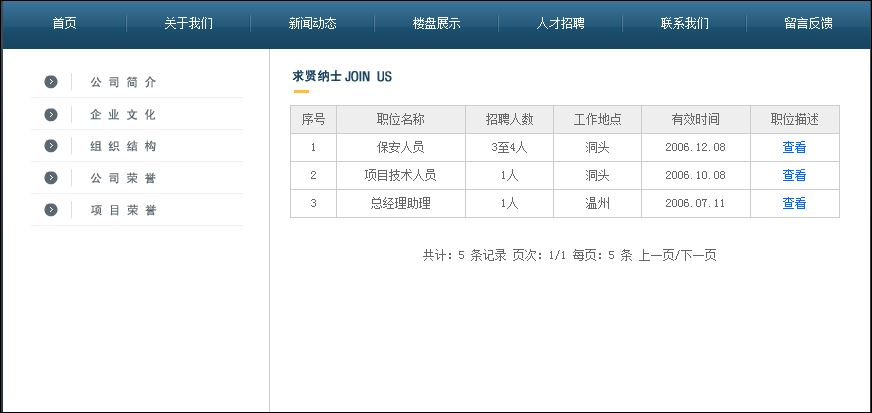 首页 关于我们 新闻动态 楼盘展示 人才招聘 联系我们 留言反馈
公司简介
企业文化
组织结构
公司荣誉
项目荣誉
求贤纳士 JOIN US
序号 职位名称 招聘人数 工作地点 有效时间 职位描述
1 保安人员 3至4人 洞头 2006.12.08 查看
2 项目技术人员 1人 洞头 2006.10.08 查看
3 总经理助理 1人 温州 2006.07.11 查看
共计：5 条记录 页次：1/1 每页：5 条 上一页/下一页